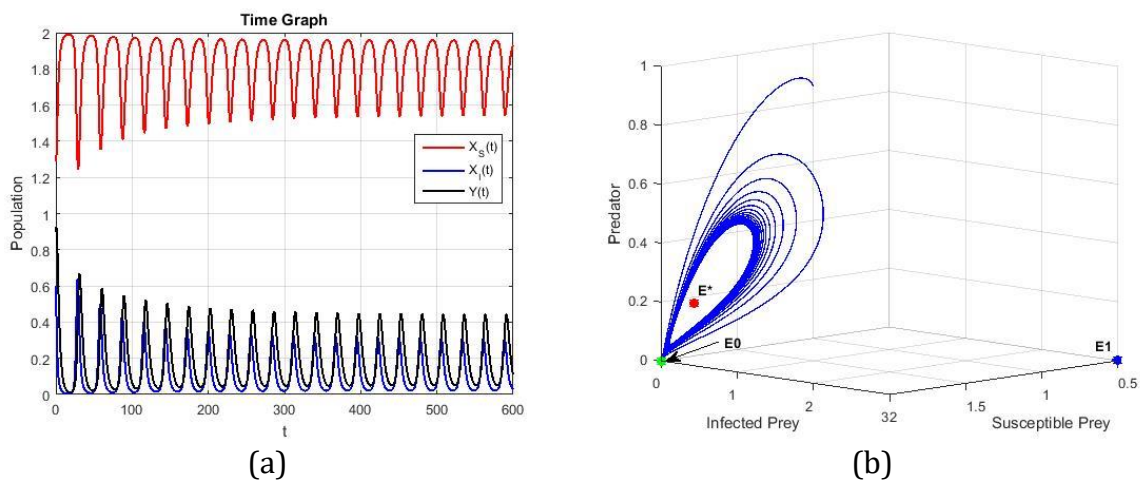 Time Graph
2
1.8
1.6
1.4
1.2
1
0.8
0.6
0.4
0.2
0
Population
X_S(t)
X_I(t)
Y(t)
0 100 200 300 400 500 600
t
(a)
1
0.8
0.6
0.4
0.2
0
Predator
E*
E0
E1
0 1 2 32 1.5 1 0.5
Infected Prey Susceptible Prey
(b)